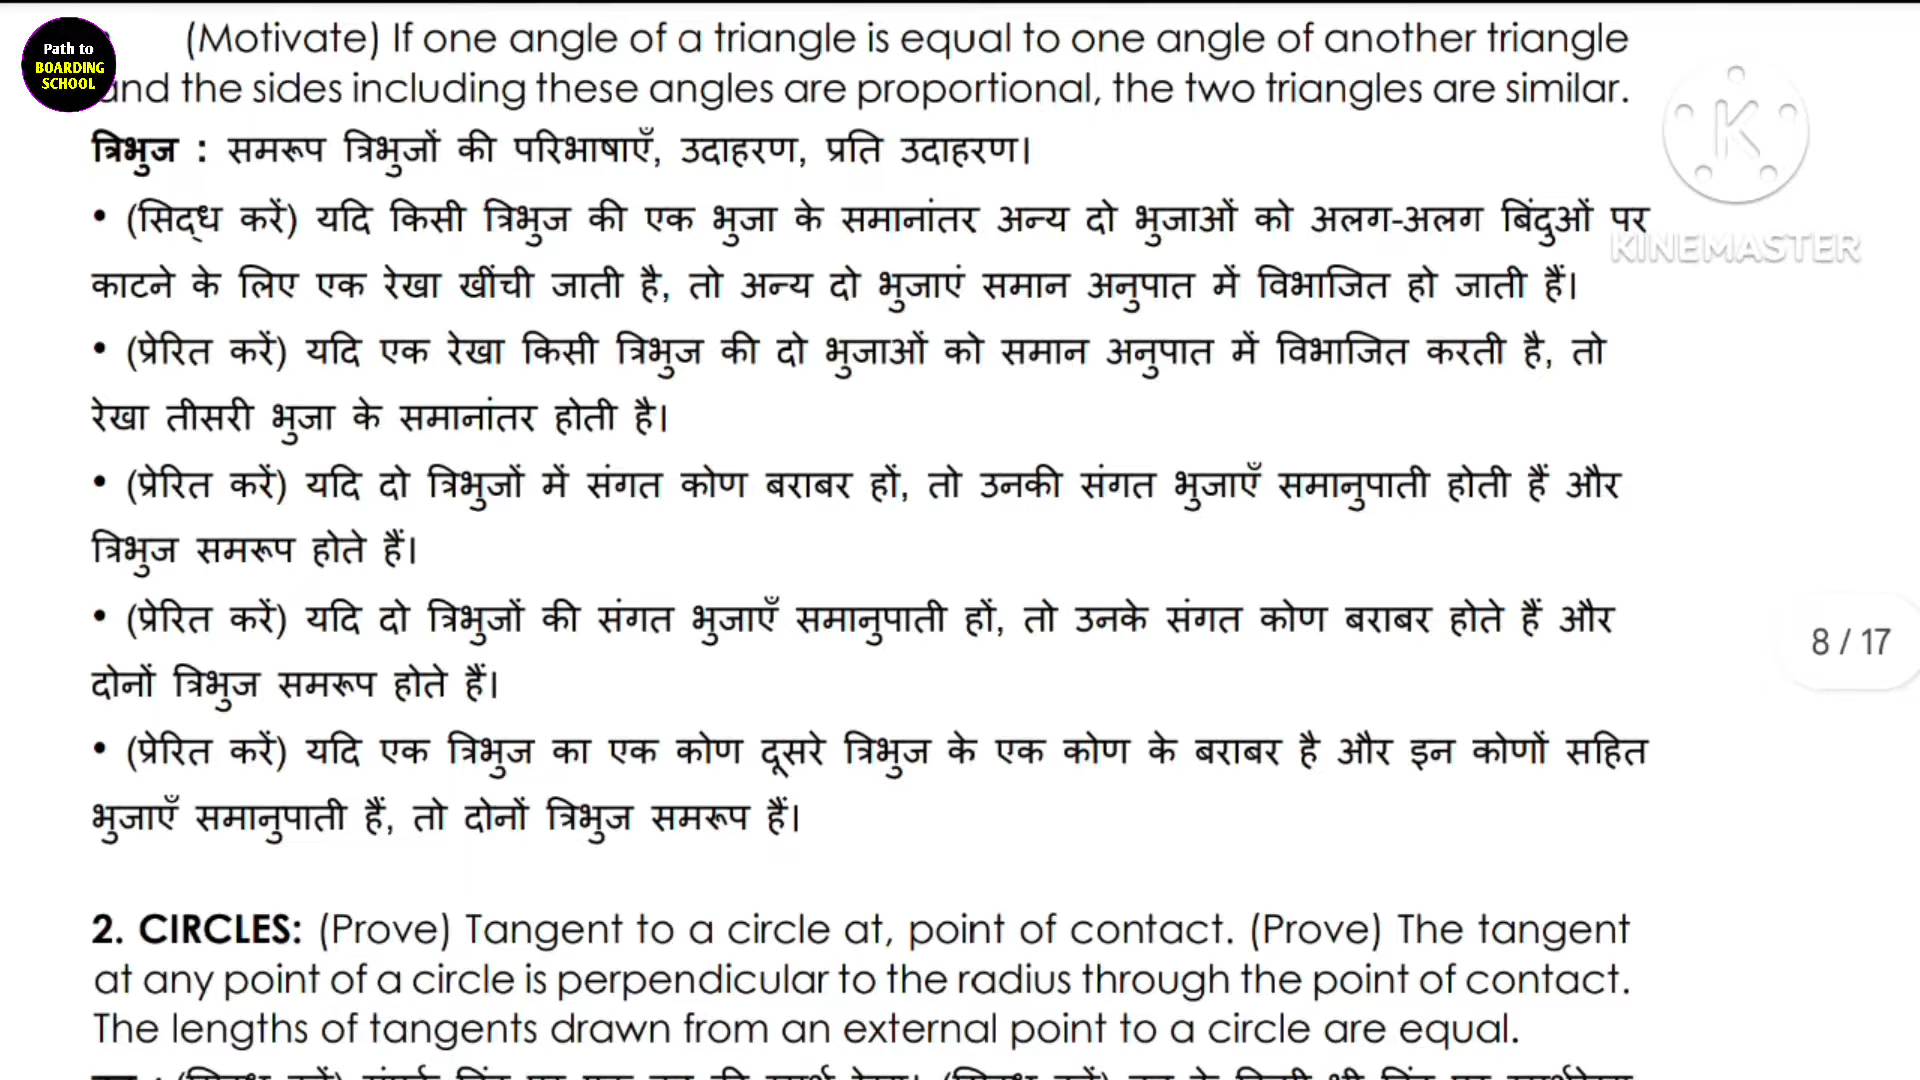 Path to
BOARDING
SCHOOL
(Motivate) If one angle of a triangle is equal to one angle of another triangle
and the sides including these angles are proportional, the two triangles are similar.
त्रिभुज : समरूप त्रिभुजों की परिभाषाएँ, उदाहरण, प्रति उदाहरण।
• (सिद्ध करें) यदि किसी त्रिभुज की एक भुजा के समानांतर अन्य दो भुजाओं को अलग-अलग बिंदुओं पर
काटने के लिए एक रेखा खींची जाती है, तो अन्य दो भुजाएं समान अनुपात में विभाजित हो जाती हैं।
• (प्रेरित करें) यदि एक रेखा किसी त्रिभुज की दो भुजाओं को समान अनुपात में विभाजित करती है, तो
रेखा तीसरी भुजा के समानांतर होती है।
• (प्रेरित करें) यदि दो त्रिभुजों में संगत कोण बराबर हों, तो उनकी संगत भुजाएँ समानुपाती होती हैं और
त्रिभुज समरूप होते हैं।
• (प्रेरित करें) यदि दो त्रिभुजों की संगत भुजाएँ समानुपाती हों, तो उनके संगत कोण बराबर होते हैं और
दोनों त्रिभुज समरूप होते हैं।
• (प्रेरित करें) यदि एक त्रिभुज का एक कोण दूसरे त्रिभुज के एक कोण के बराबर है और इन कोणों सहित
भुजाएँ समानुपाती हैं, तो दोनों त्रिभुज समरूप हैं।
2. CIRCLES: (Prove) Tangent to a circle at, point of contact. (Prove) The tangent
at any point of a circle is perpendicular to the radius through the point of contact.
The lengths of tangents drawn from an external point to a circle are equal.
K
KINEMASTER
8 / 17